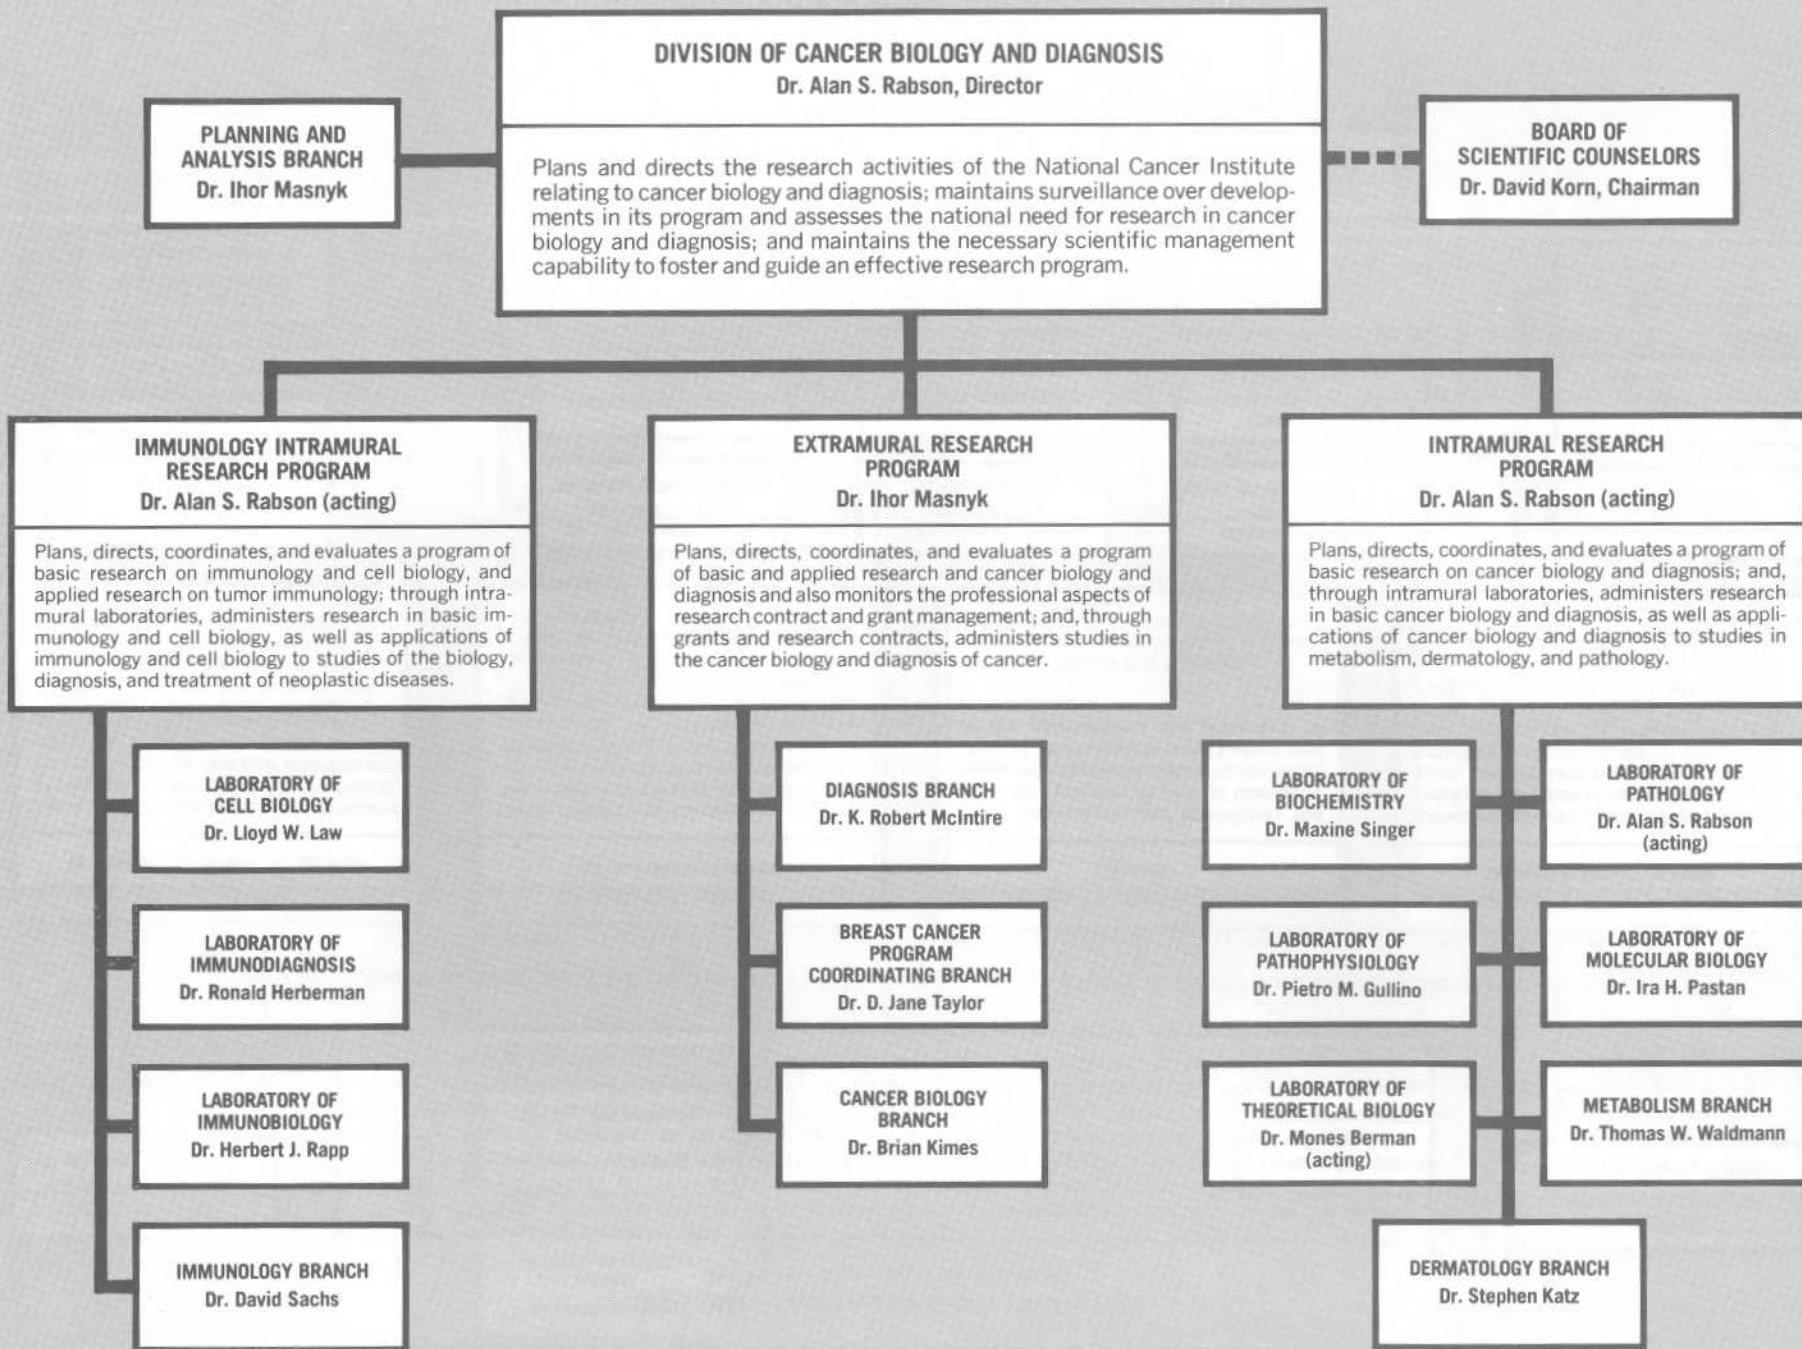 DIVISION OF CANCER BIOLOGY AND DIAGNOSIS
Dr. Alan S. Rabson, Director
Plans and directs the research activities of the National Cancer Institute
relating to cancer biology and diagnosis; maintains surveillance over develop-
ments in its program and assesses the national need for research in cancer
biology and diagnosis; and maintains the necessary scientific management
capability to foster and guide an effective research program.
PLANNING AND
ANALYSIS BRANCH
Dr. Ihor Masnyk
BOARD OF
SCIENTIFIC COUNSELORS
Dr. David Korn, Chairman
IMMUNOLOGY INTRAMURAL
RESEARCH PROGRAM
Dr. Alan S. Rabson (acting)
Plans, directs, coordinates, and evaluates a program of
basic research on immunology and cell biology, and
applied research on tumor immunology; through intra-
mural laboratories, administers research in basic im-
munology and cell biology, as well as applications of
immunology and cell biology to studies of the biology,
diagnosis, and treatment of neoplastic diseases.
LABORATORY OF
CELL BIOLOGY
Dr. Lloyd W. Law
LABORATORY OF
IMMUNODIAGNOSIS
Dr. Ronald Herberman
LABORATORY OF
IMMUNOBIOLOGY
Dr. Herbert J. Rapp
IMMUNOLOGY BRANCH
Dr. David Sachs
EXTRAMURAL RESEARCH
PROGRAM
Dr. Ihor Masnyk
Plans, directs, coordinates, and evaluates a program
of basic and applied research and cancer biology and
diagnosis and also monitors the professional aspects of
research contract and grant management; and, through
grants and research contracts, administers studies in
the cancer biology and diagnosis of cancer.
DIAGNOSIS BRANCH
Dr. K. Robert McIntire
BREAST CANCER
PROGRAM
COORDINATING BRANCH
Dr. D. Jane Taylor
CANCER BIOLOGY
BRANCH
Dr. Brian Kimes
INTRAMURAL RESEARCH
PROGRAM
Dr. Alan S. Rabson (acting)
Plans, directs, coordinates, and evaluates a program of
basic research on cancer biology and diagnosis; and,
through intramural laboratories, administers research
in basic cancer biology and diagnosis, as well as appli-
cations of cancer biology and diagnosis to studies in
metabolism, dermatology, and pathology.
LABORATORY OF
BIOCHEMISTRY
Dr. Maxine Singer
LABORATORY OF
PATHOLOGY
Dr. Alan S. Rabson
(acting)
LABORATORY OF
PATHOPHYSIOLOGY
Dr. Pietro M. Gullino
LABORATORY OF
MOLECULAR BIOLOGY
Dr. Ira H. Pastan
LABORATORY OF
THEORETICAL BIOLOGY
Dr. Mones Berman
(acting)
METABOLISM BRANCH
Dr. Thomas W. Waldmann
DERMATOLOGY BRANCH
Dr. Stephen Katz